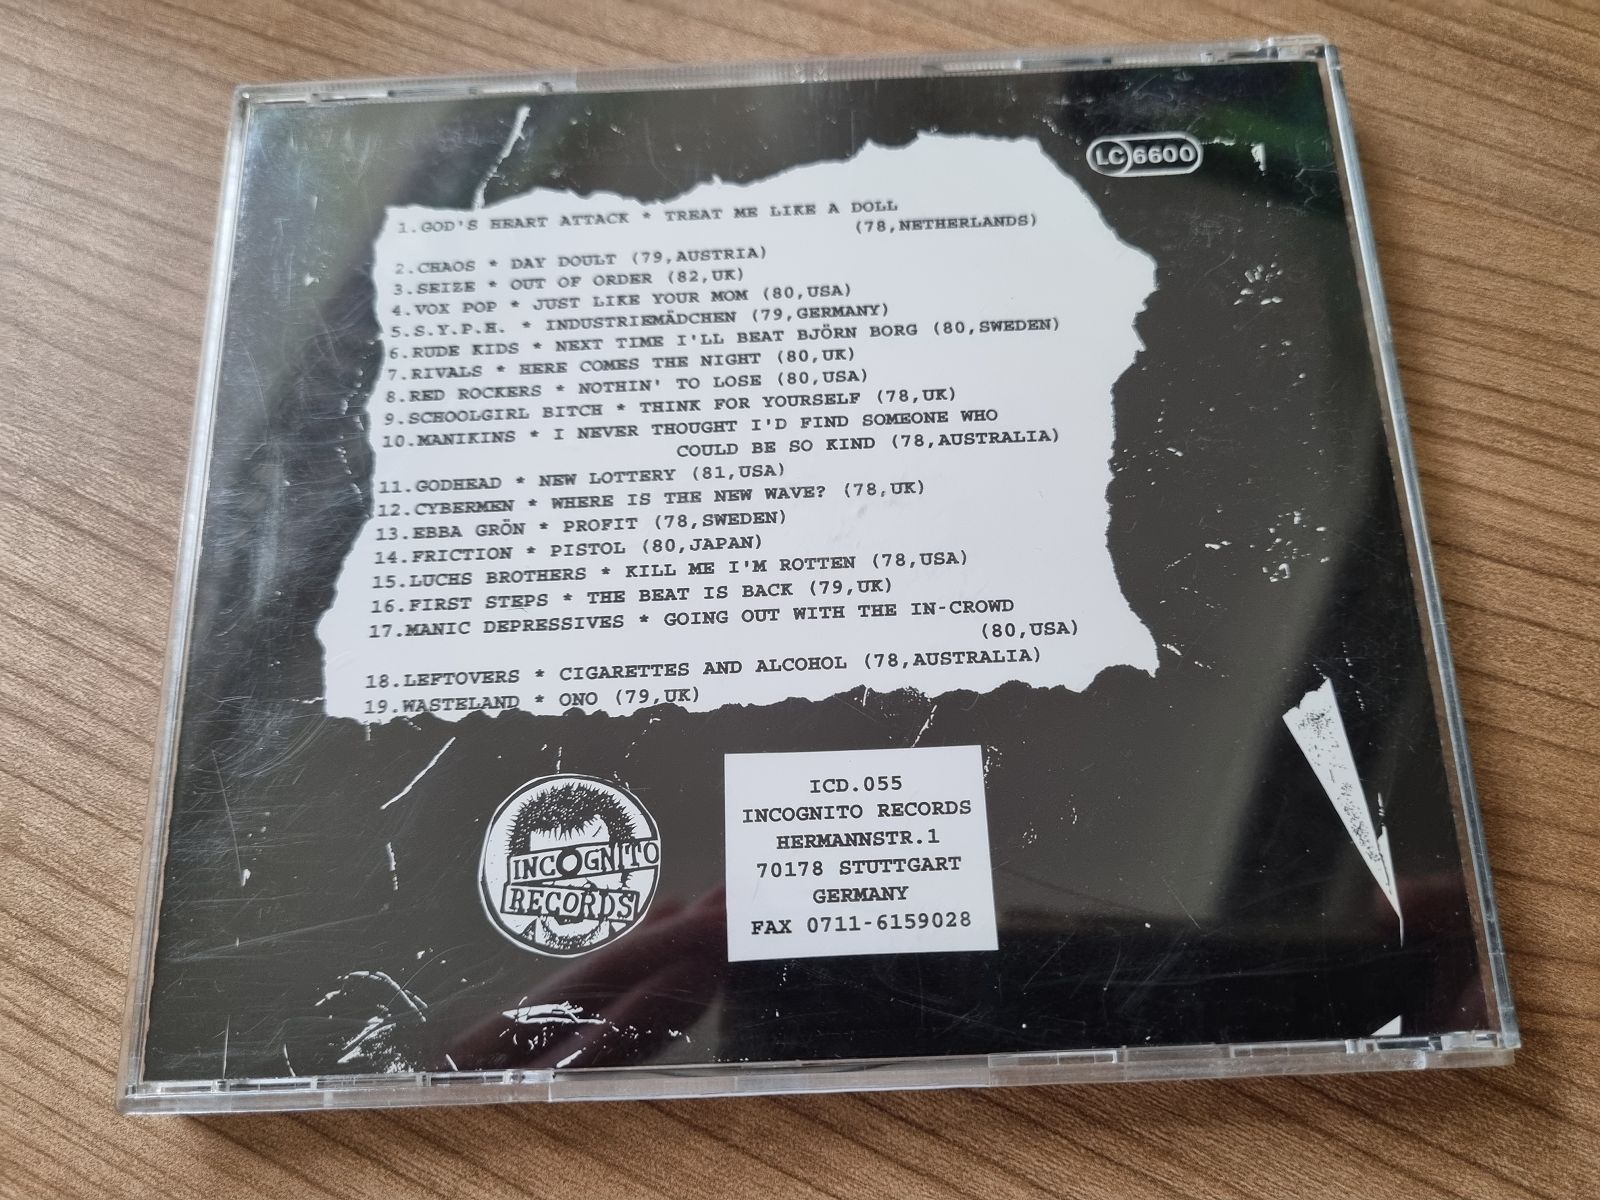 LC 6600
1.GOD'S HEART ATTACK * TREAT ME LIKE A DOLL
(78,NETHERLANDS)
2.CHAOS * DAY DOULT (79,AUSTRIA)
3.SEIZE * OUT OF ORDER (82,UK)
4.VOX POP * JUST LIKE YOUR MOM (80,USA)
5.S.Y.P.H. * INDUSTRIEMÄDCHEN (79,GERMANY)
6.RUDE KIDS * NEXT TIME I'LL BEAT BJÖRN BORG (80,SWEDEN)
7.RIVALS * HERE COMES THE NIGHT (80,UK)
8.RED ROCKERS * NOTHIN' TO LOSE (80,USA)
9.SCHOOLGIRL BITCH * THINK FOR YOURSELF (78,UK)
10.MANIKINS * I NEVER THOUGHT I'D FIND SOMEONE WHO
COULD BE SO KIND (78,AUSTRALIA)
11.GODHEAD * NEW LOTTERY (81,USA)
12.CYBERMEN * WHERE IS THE NEW WAVE? (78,UK)
13.EBBA GRÖN * PROFIT (78,SWEDEN)
14.FRICTION * PISTOL (80,JAPAN)
15.LUCHS BROTHERS * KILL ME I'M ROTTEN (78,USA)
16.FIRST STEPS * THE BEAT IS BACK (79,UK)
17.MANIC DEPRESSIVES * GOING OUT WITH THE IN-CROWD
(80,USA)
18.LEFTOVERS * CIGARETTES AND ALCOHOL (78,AUSTRALIA)
19.WASTELAND * ONO (79,UK)
INCOGNITO
RECORDS
ICD.055
INCOGNITO RECORDS
HERMANNSTR.1
70178 STUTTGART
GERMANY
FAX 0711-6159028